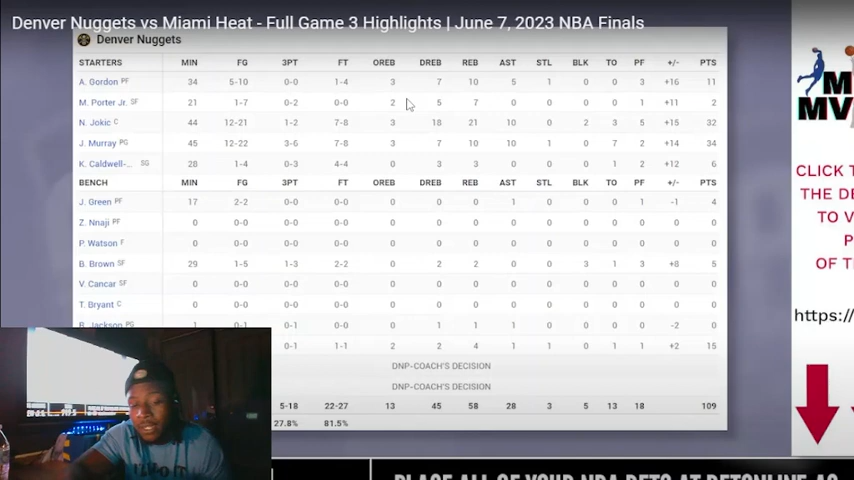 Denver Nuggets vs Miami Heat - Full Game 3 Highlights | June 7, 2023 NBA Finals
Denver Nuggets
STARTERS MIN FG 3PT FT OREB DREB REB AST STL BLK TO PF +/- PTS
A. Gordon PF 34 5-10 0-0 1-4 3 7 10 5 1 0 0 3 +16 11
M. Porter Jr. SF 21 1-7 0-2 0-0 2 5 7 0 0 0 0 3 +11 2
N. Jokic C 44 12-21 1-2 7-8 3 18 21 10 0 2 3 5 +15 32
J. Murray PG 45 12-22 3-6 7-8 3 7 10 10 1 0 7 2 +14 34
K. Caldwell-... SG 28 1-4 0-3 4-4 0 3 3 0 0 0 1 2 +12 6
BENCH MIN FG 3PT FT OREB DREB REB AST STL BLK TO PF +/- PTS
J. Green PF 17 2-2 0-0 0-0 0 0 0 1 0 0 0 1 -1 4
Z. Nnaji PF 0 0-0 0-0 0-0 0 0 0 0 0 0 0 0 0 0
P. Watson F 0 0-0 0-0 0-0 0 0 0 0 0 0 0 0 0 0
B. Brown SF 29 1-5 1-3 2-2 0 2 2 0 0 3 1 3 +8 5
V. Cancar SF 0 0-0 0-0 0-0 0 0 0 0 0 0 0 0 0 0
T. Bryant C 0 0-0 0-0 0-0 0 0 0 0 0 0 0 0 0 0
R. Jackson PG 1 0-1 0-1 0-0 0 1 1 1 0 0 0 0 -2 0
0-1 1-1 2 2 4 1 1 0 1 1 +2 15
DNP-COACH'S DECISION
DNP-COACH'S DECISION
5-18 22-27 13 45 58 28 3 5 13 18 109
27.8% 81.5%
M
MV
CLICK T
THE DE
TO V
P
OF T
https:/
PLACE ALL OF YOUR NBA BETS AT BETONLINE.AG